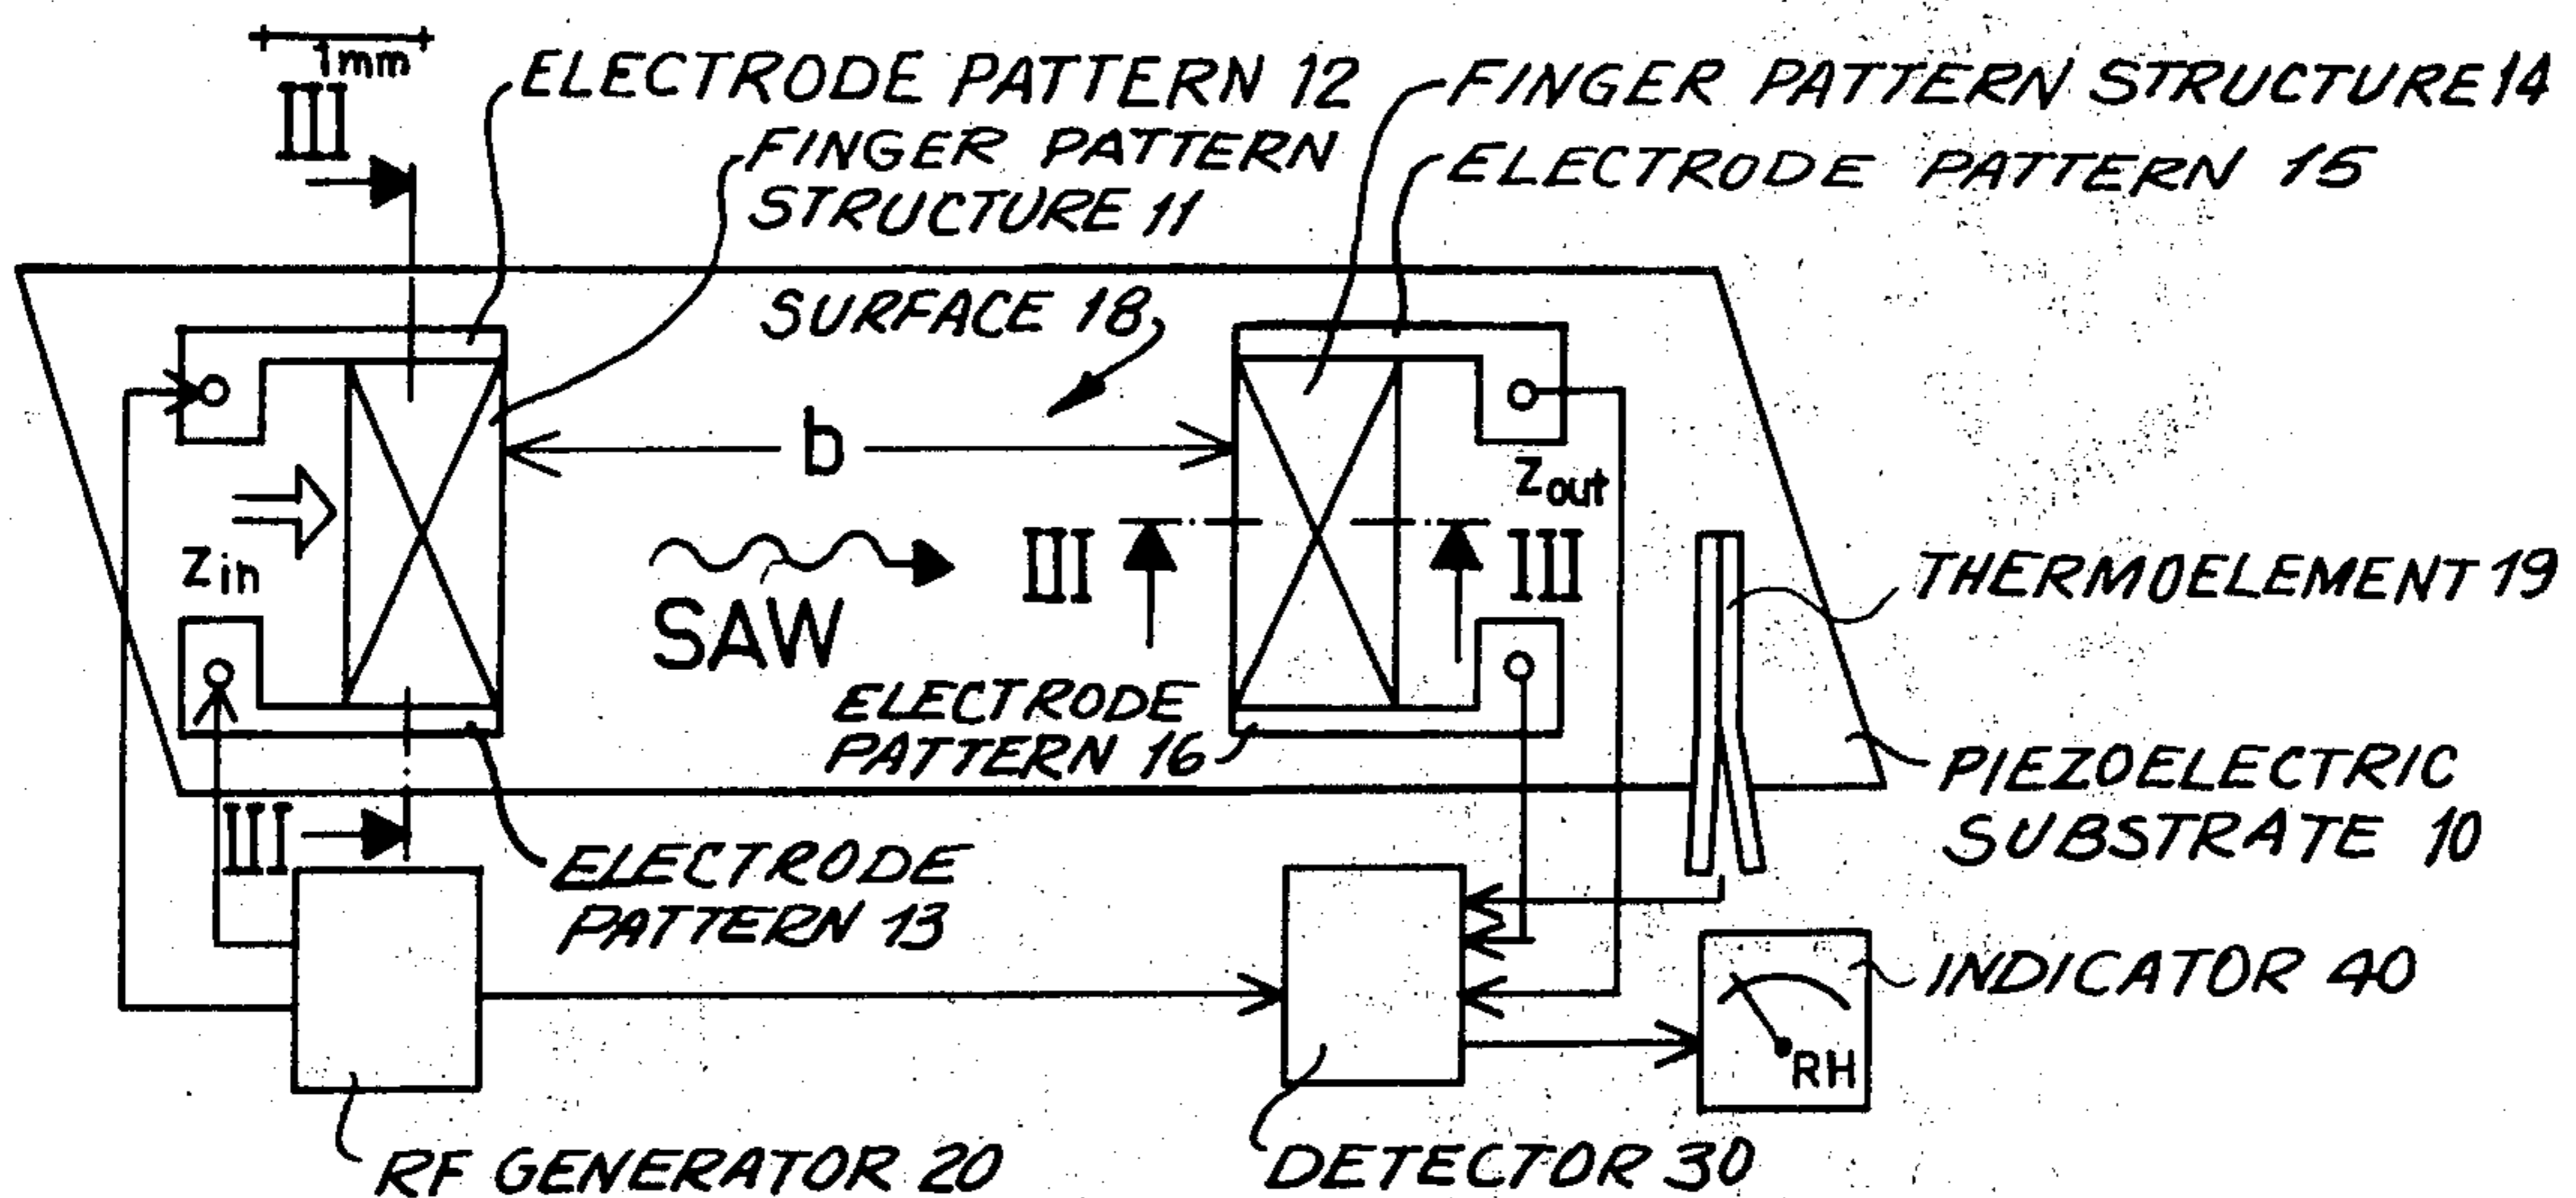 1mm
III
ELECTRODE PATTERN 12
FINGER PATTERN
STRUCTURE 11
FINGER PATTERN STRUCTURE 14
ELECTRODE PATTERN 15
SURFACE 18
b
Zin
SAW
III
III
Zout
THERMOELEMENT 19
ELECTRODE
PATTERN 16
PIEZOELECTRIC
SUBSTRATE 10
III
ELECTRODE
PATTERN 13
INDICATOR 40
RH
RF GENERATOR 20
DETECTOR 30